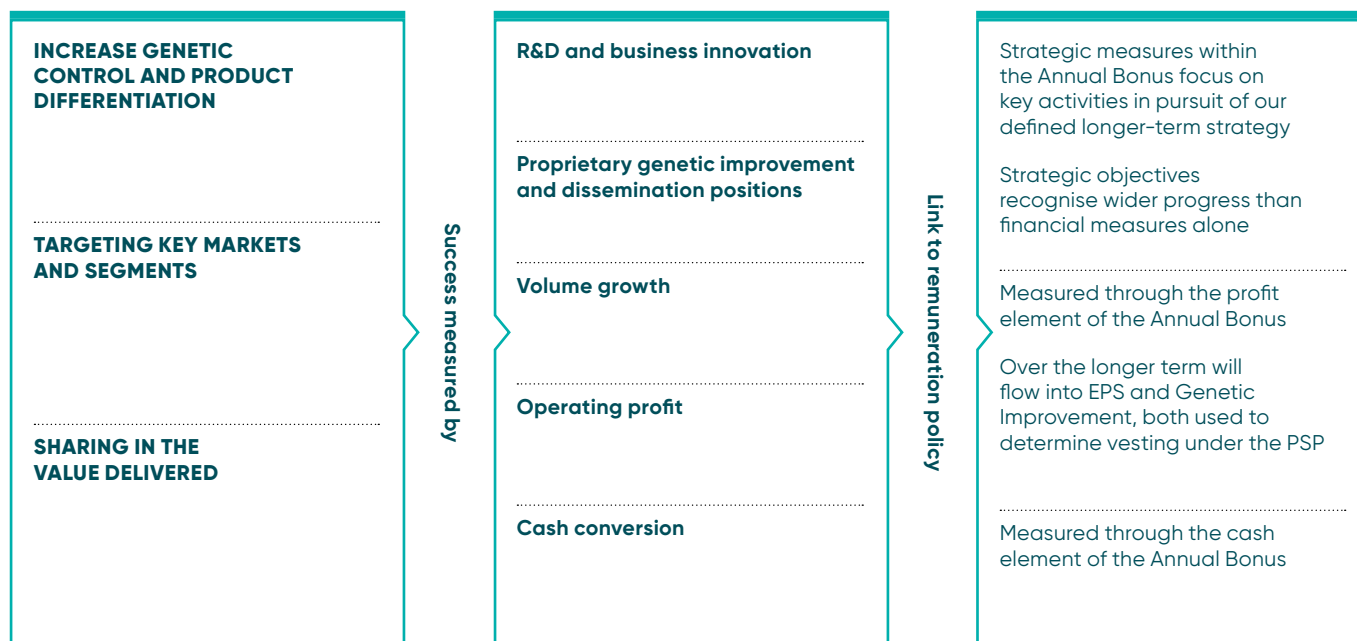 INCREASE GENETIC
CONTROL AND PRODUCT
DIFFERENTIATION
TARGETING KEY MARKETS
AND SEGMENTS
SHARING IN THE
VALUE DELIVERED
Success measured by
R&D and business innovation
Proprietary genetic improvement
and dissemination positions
Volume growth
Operating profit
Cash conversion
Link to remuneration policy
Strategic measures within
the Annual Bonus focus on
key activities in pursuit of our
defined longer-term strategy
Strategic objectives
recognise wider progress than
financial measures alone
Measured through the profit
element of the Annual Bonus
Over the longer term will
flow into EPS and Genetic
Improvement, both used to
determine vesting under the PSP
Measured through the cash
element of the Annual Bonus